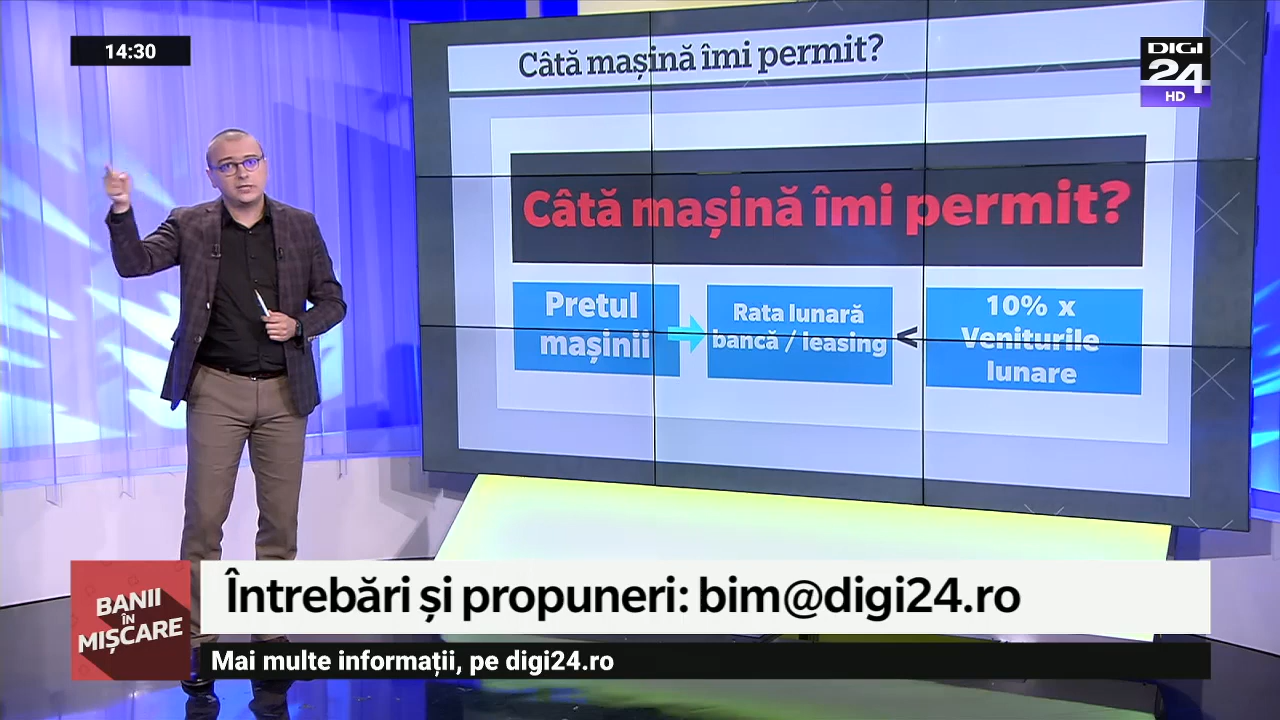 14:30
Câtă mașină îmi permit?
DIGI
24
HD
Câtă mașină îmi permit?
Pretul
mașinii
Rata lunară
bancă / leasing
<
10% x
Veniturile
lunare
BANII
ÎN
MIȘCARE
Întrebări și propuneri: bim@digi24.ro
Mai multe informații, pe digi24.ro